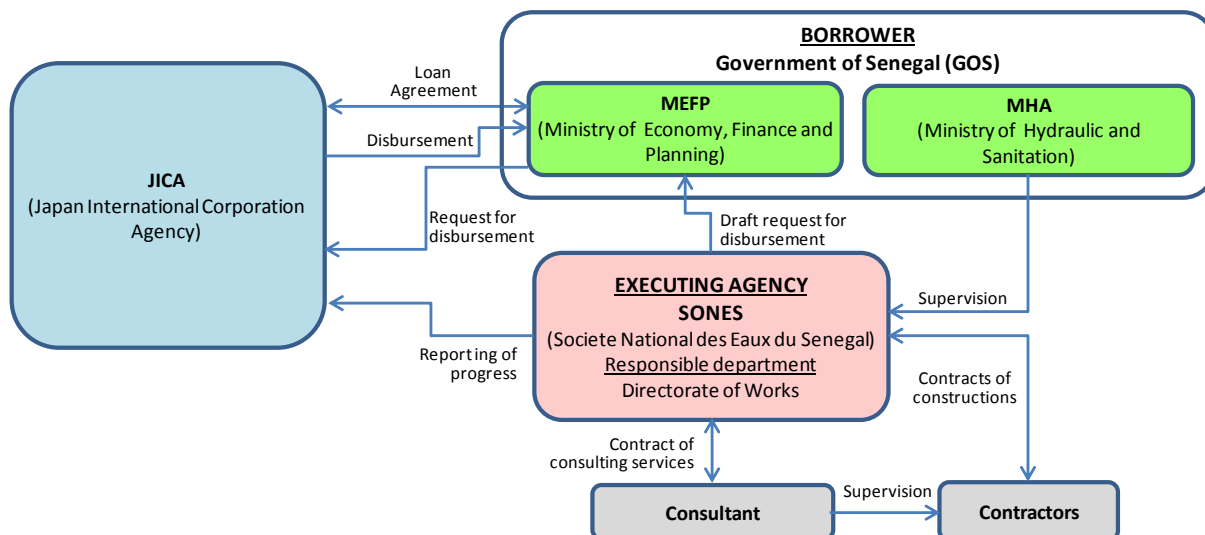 BORROWER
Government of Senegal (GOS)
Loan
Agreement
MEFP
(Ministry of Economy, Finance and
Planning)
MHA
(Ministry of Hydraulic and
Sanitation)
Disbursement
JICA
(Japan International Corporation
Agency)
Request for
disbursement
Draft request for
disbursement
EXECUTING AGENCY
SONES
(Societe National des Eaux du Senegal)
Responsible department
Directorate of Works
Supervision
Reporting of
progress
Contracts of
constructions
Contract of
consulting services
Supervision
Consultant
Contractors